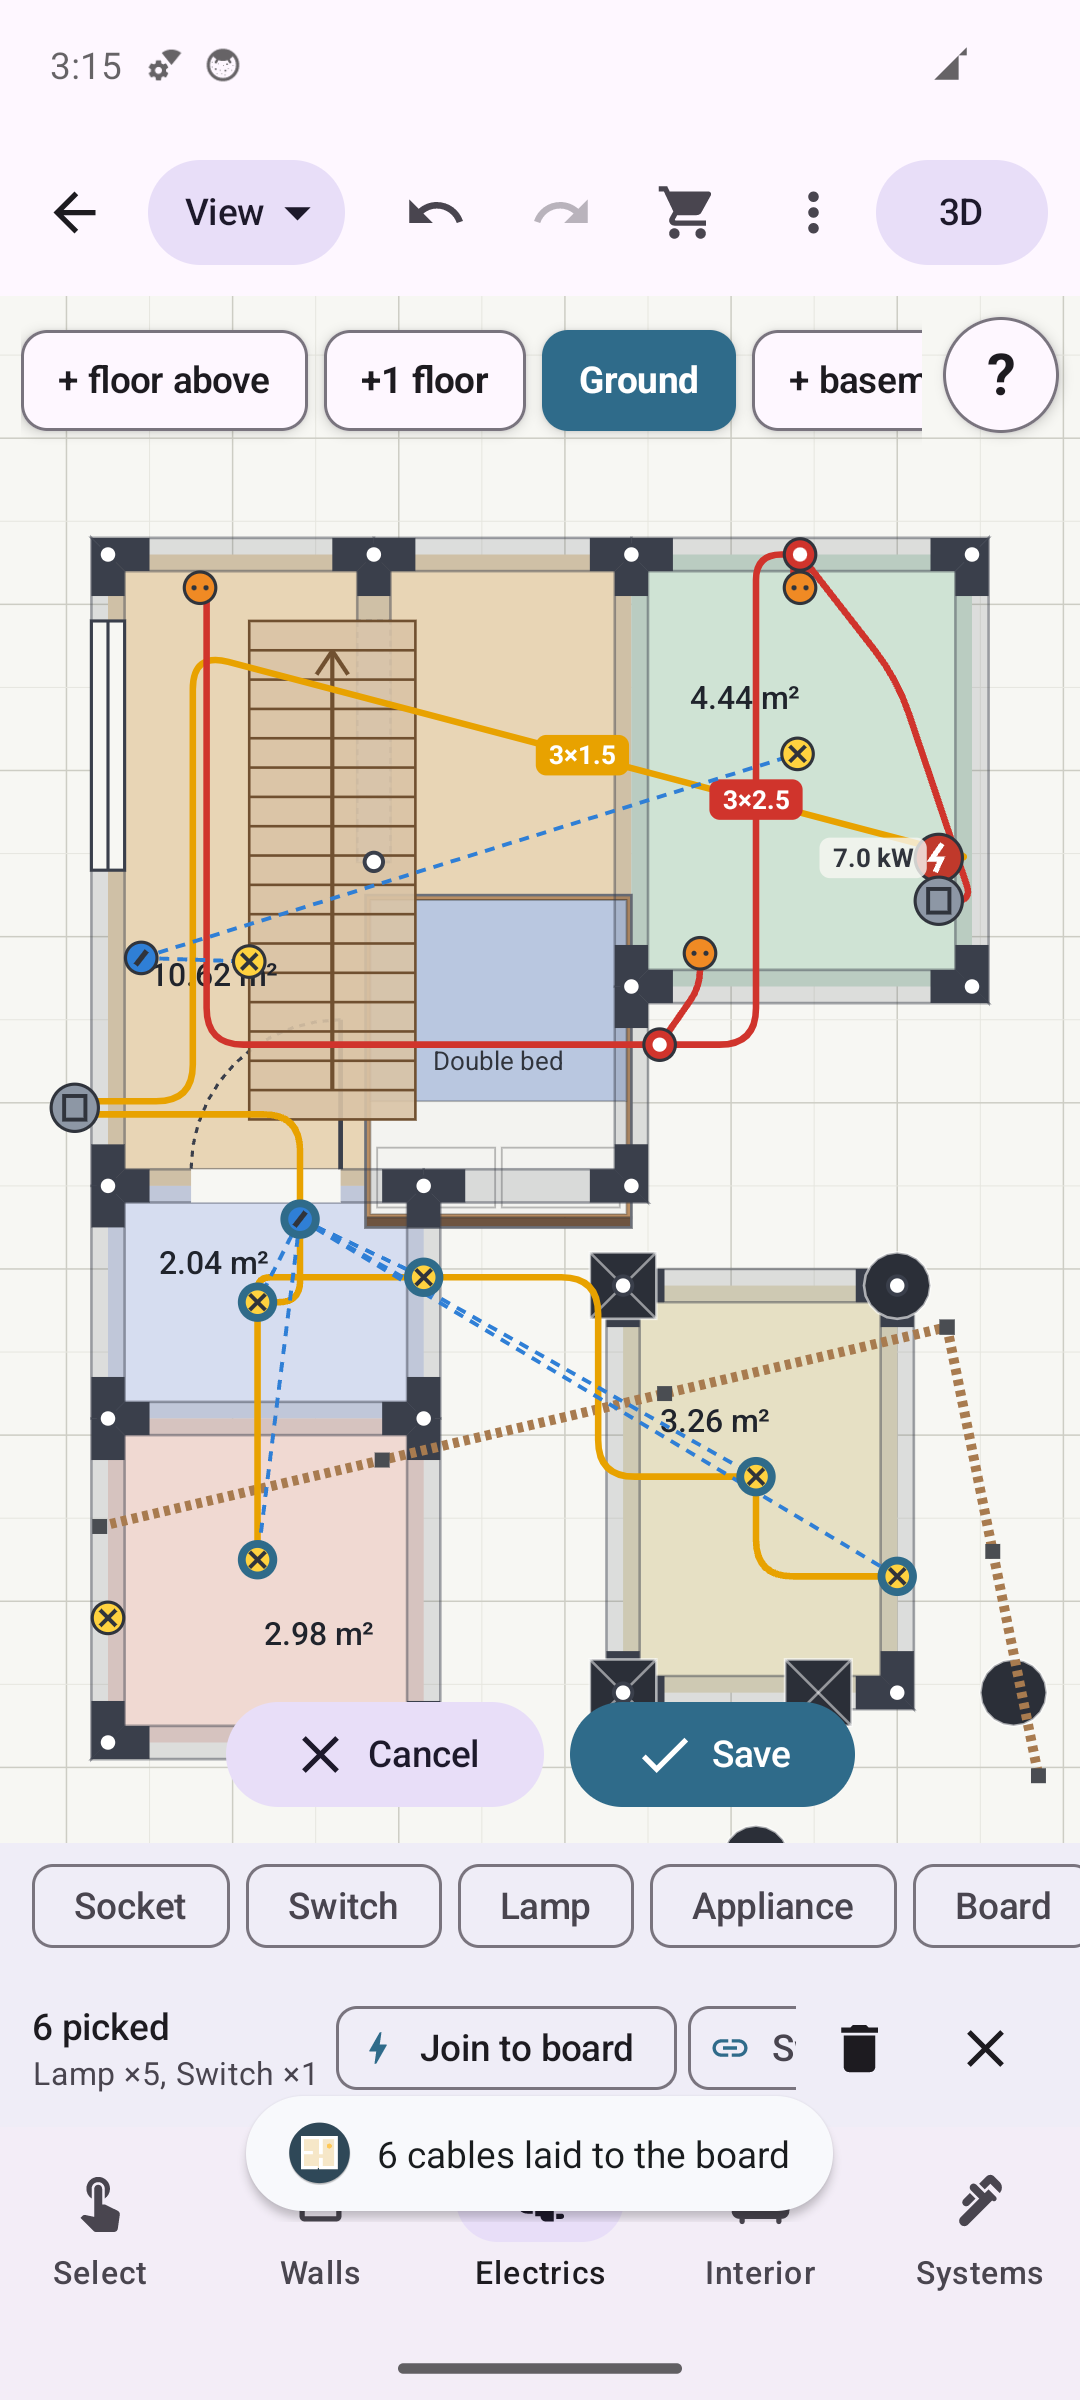 3:15
View
3D
+ floor above
+1 floor
Ground
+ basem
?
4.44 m²
3×1.5
3×2.5
7.0 kW
10.62 m²
Double bed
2.04 m²
3.26 m²
2.98 m²
Cancel
Save
Socket
Switch
Lamp
Appliance
Board
6 picked
Lamp ×5, Switch ×1
Join to board
6 cables laid to the board
Select
Walls
Electrics
Interior
Systems